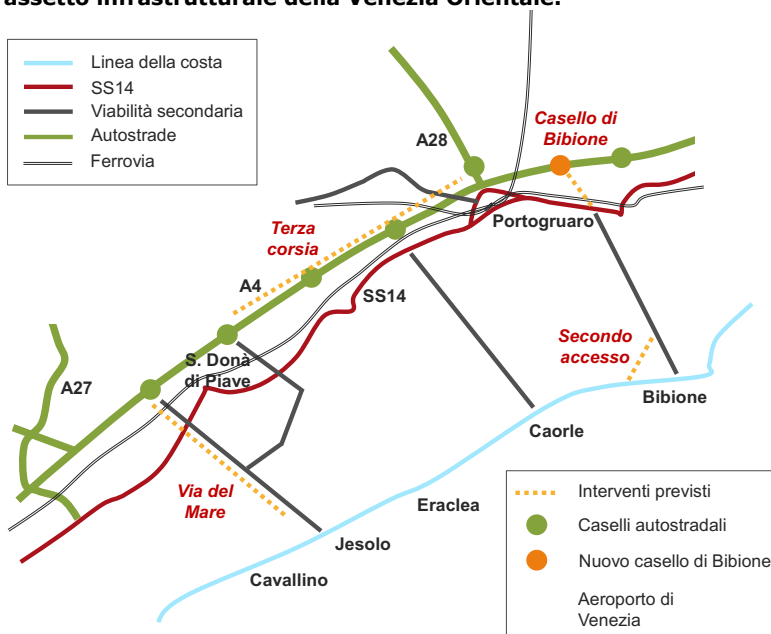 assetto infrastrutturale della Venezia Orientale.
Linea della costa
SS14
Viabilità secondaria
Autostrade
Ferrovia
A28
Casello di
Bibione
Terza
corsia
Portogruaro
A4
SS14
S. Donà
di Piave
Secondo
accesso
A27
Bibione
Caorle
Via del
Mare
Eraclea
Jesolo
Cavallino
Interventi previsti
Caselli autostradali
Nuovo casello di Bibione
Aeroporto di
Venezia